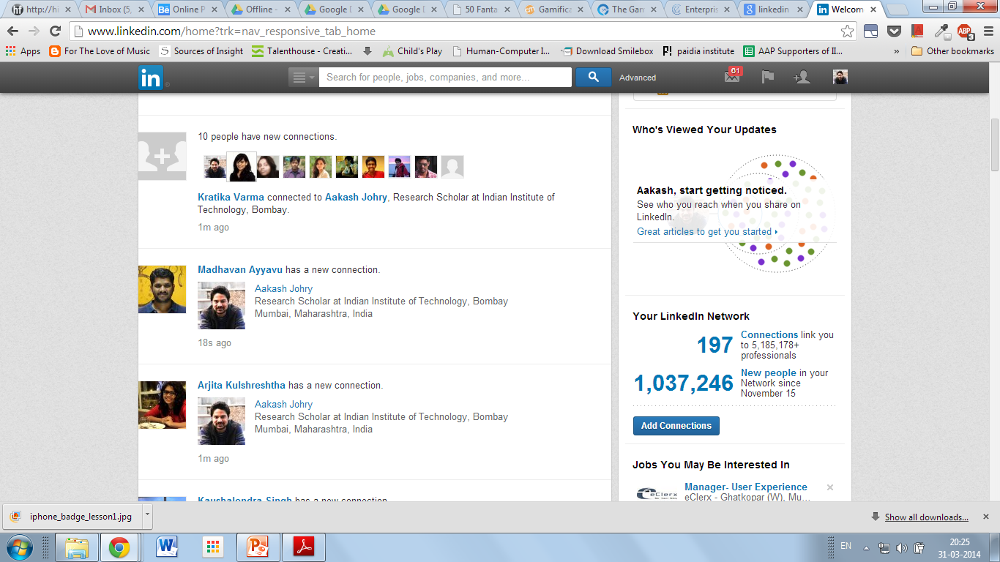 http://hi
Inbox (5,
Online P
Offline -
Google D
Google D
50 Fanta
Gamifica
The Gam
Enterpris
linkedin
Welcom
www.linkedin.com/home?trk=nav_responsive_tab_home
ABP
3
Apps
For The Love of Music
Sources of Insight
Talenthouse - Creati...
Child's Play
Human-Computer I...
Download Smilebox
paidia institute
AAP Supporters of II...
»
Other bookmarks
in
Search for people, jobs, companies, and more...
Advanced
61
10 people have new connections.
Kratika Varma connected to Aakash Johry, Research Scholar at Indian Institute of
Technology, Bombay.
1m ago
Madhavan Ayyavu has a new connection.
Aakash Johry
Research Scholar at Indian Institute of Technology, Bombay
Mumbai, Maharashtra, India
18s ago
Arjita Kulshreshtha has a new connection.
Aakash Johry
Research Scholar at Indian Institute of Technology, Bombay
Mumbai, Maharashtra, India
1m ago
Kaushalendra Singh has a new connection.
Who's Viewed Your Updates
Aakash, start getting noticed.
See who you reach when you share on
LinkedIn.
Great articles to get you started
Your LinkedIn Network
197
Connections link you
to 5,185,178+
professionals
1,037,246
New people in your
Network since
November 15
Add Connections
Jobs You May Be Interested In
eClerx
Manager- User Experience
eClerx - Ghatkopar (W), Mu...
iphone_badge_lesson1.jpg
Show all downloads...
EN
20:25
31-03-2014